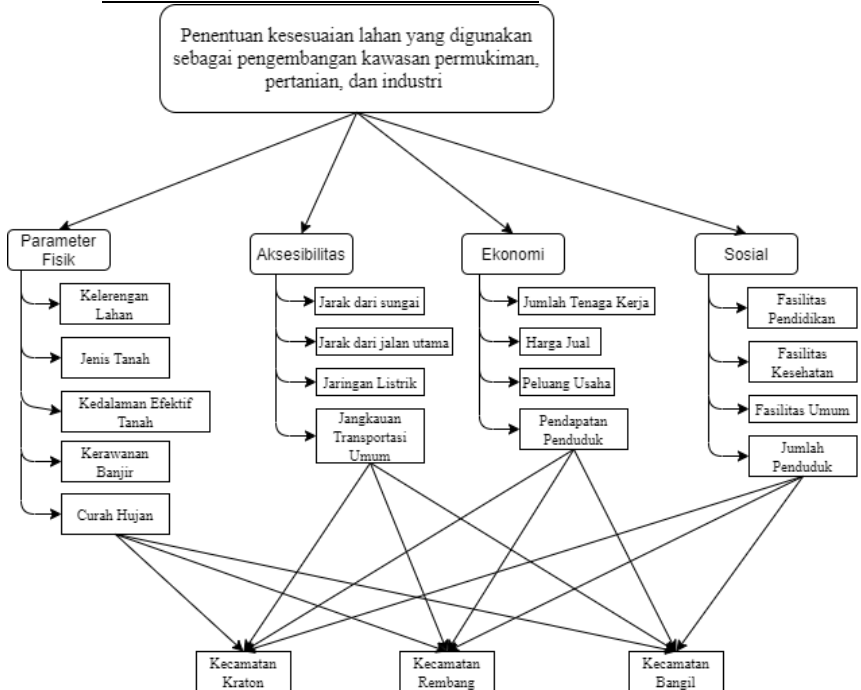 Penentuan kesesuaian lahan yang digunakan
sebagai pengembangan kawasan permukiman,
pertanian, dan industri
Parameter
Fisik
Kelerengan
Lahan
Jenis Tanah
Kedalaman Efektif
Tanah
Kerawanan
Banjir
Curah Hujan
Aksesibilitas
Jarak dari sungai
Jarak dari jalan utama
Jaringan Listrik
Jangkauan
Transportasi
Umum
Ekonomi
Jumlah Tenaga Kerja
Harga Jual
Peluang Usaha
Pendapatan
Penduduk
Sosial
Fasilitas
Pendidikan
Fasilitas
Kesehatan
Fasilitas Umum
Jumlah
Penduduk
Kecamatan
Kraton
Kecamatan
Rembang
Kecamatan
Bangil